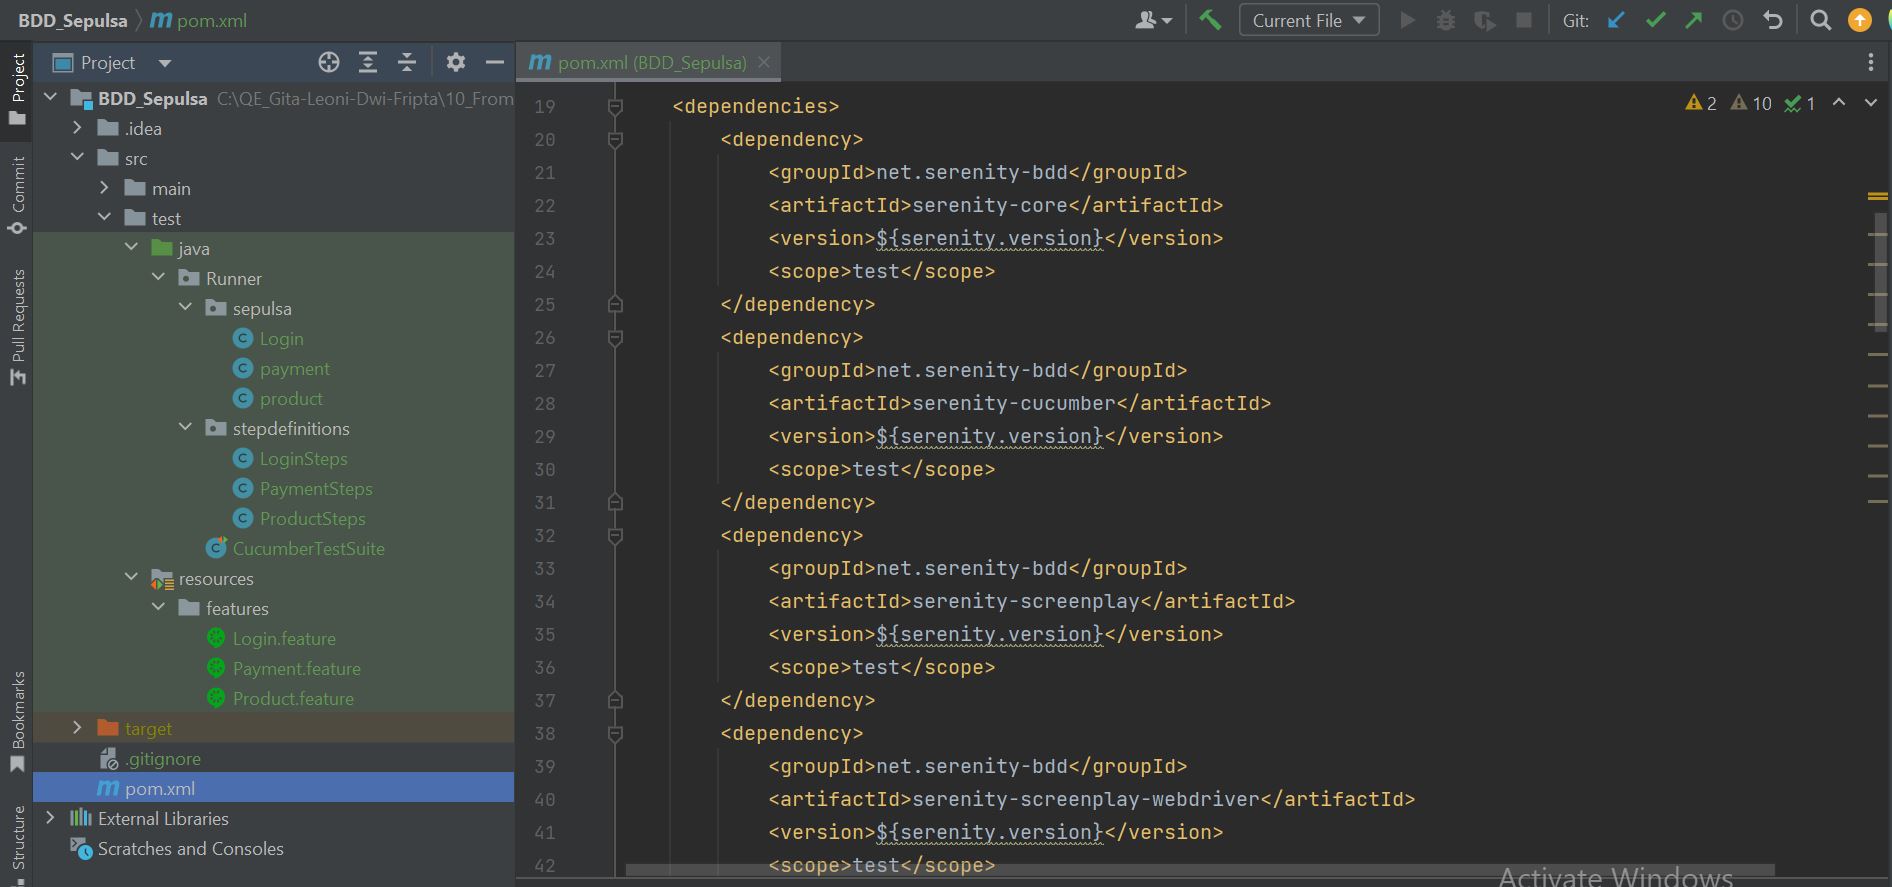 BDD_Sepulsa pom.xml
Current File
Git:
Project
Project
Commit
Pull Requests
Bookmarks
Structure
BDD_Sepulsa C:\QE_Gita-Leoni-Dwi-Fripta\10_From
.idea
src
main
test
java
Runner
sepulsa
Login
payment
product
stepdefinitions
LoginSteps
PaymentSteps
ProductSteps
CucumberTestSuite
resources
features
Login.feature
Payment.feature
Product.feature
target
.gitignore
pom.xml
External Libraries
Scratches and Consoles
pom.xml (BDD_Sepulsa)
2 10 1
19 <dependencies>
20 <dependency>
21 <groupId>net.serenity-bdd</groupId>
22 <artifactId>serenity-core</artifactId>
23 <version>${serenity.version}</version>
24 <scope>test</scope>
25 </dependency>
26 <dependency>
27 <groupId>net.serenity-bdd</groupId>
28 <artifactId>serenity-cucumber</artifactId>
29 <version>${serenity.version}</version>
30 <scope>test</scope>
31 </dependency>
32 <dependency>
33 <groupId>net.serenity-bdd</groupId>
34 <artifactId>serenity-screenplay</artifactId>
35 <version>${serenity.version}</version>
36 <scope>test</scope>
37 </dependency>
38 <dependency>
39 <groupId>net.serenity-bdd</groupId>
40 <artifactId>serenity-screenplay-webdriver</artifactId>
41 <version>${serenity.version}</version>
42 <scope>test</scope>
Activate Windows